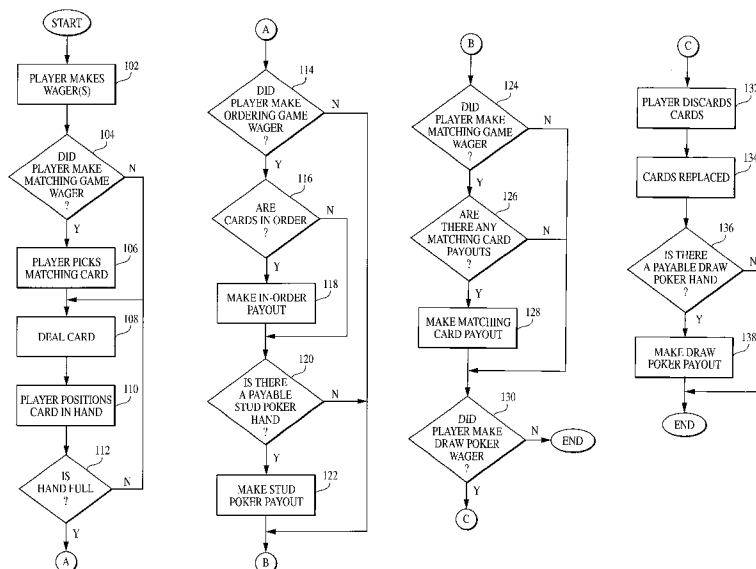 START
102
PLAYER MAKES
WAGER(S)
104
DID
PLAYER MAKE
MATCHING GAME
WAGER
?
N
Y
106
PLAYER PICKS
MATCHING CARD
DEAL CARD
108
110
PLAYER POSITIONS
CARD IN HAND
112
IS
HAND FULL
?
N
Y
A
A
114
DID
PLAYER MAKE
ORDERING GAME
WAGER
?
N
Y
116
ARE
CARDS IN ORDER
?
N
Y
118
MAKE IN-ORDER
PAYOUT
120
IS THERE
A PAYABLE
STUD POKER
HAND
?
N
Y
122
MAKE STUD
POKER PAYOUT
B
B
124
DID
PLAYER MAKE
MATCHING GAME
WAGER
?
N
Y
126
ARE
THERE ANY
MATCHING CARD
PAYOUTS
?
N
Y
128
MAKE MATCHING
CARD PAYOUT
130
DID
PLAYER MAKE
DRAW POKER
WAGER
?
N
END
Y
C
C
132
PLAYER DISCARDS
CARDS
134
CARDS REPLACED
136
IS THERE
A PAYABLE DRAW
POKER HAND
?
N
Y
138
MAKE DRAW
POKER PAYOUT
END